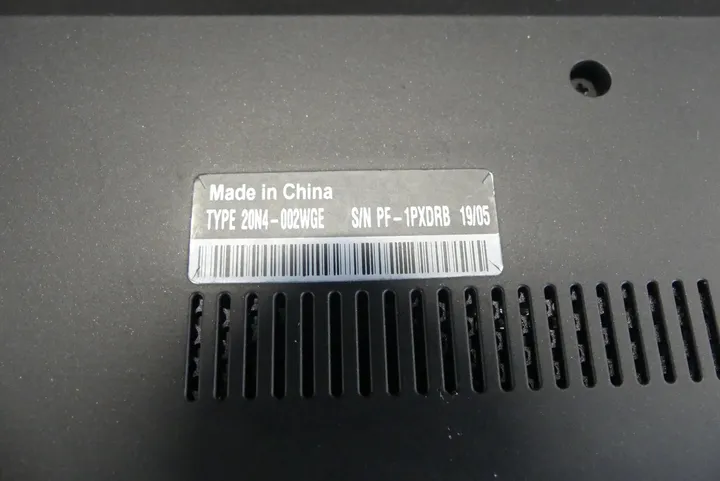 Made in China
TYPE 20N4-002WGE S/N PF-1PXDRB 19/05